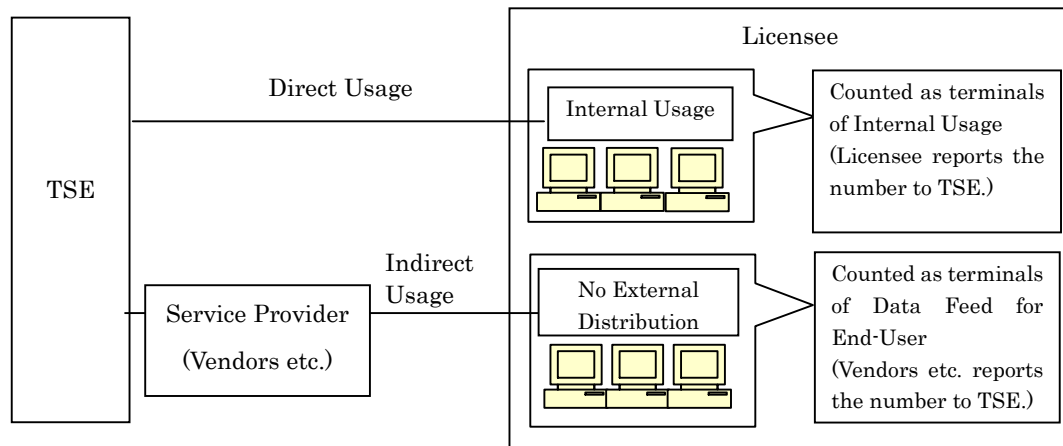 Licensee
Direct Usage
Internal Usage
Counted as terminals
of Internal Usage
(Licensee reports the
number to TSE.)
TSE
Indirect
Usage
Service Provider
(Vendors etc.)
No External
Distribution
Counted as terminals
of Data Feed for
End-User
(Vendors etc. reports
the number to TSE.)